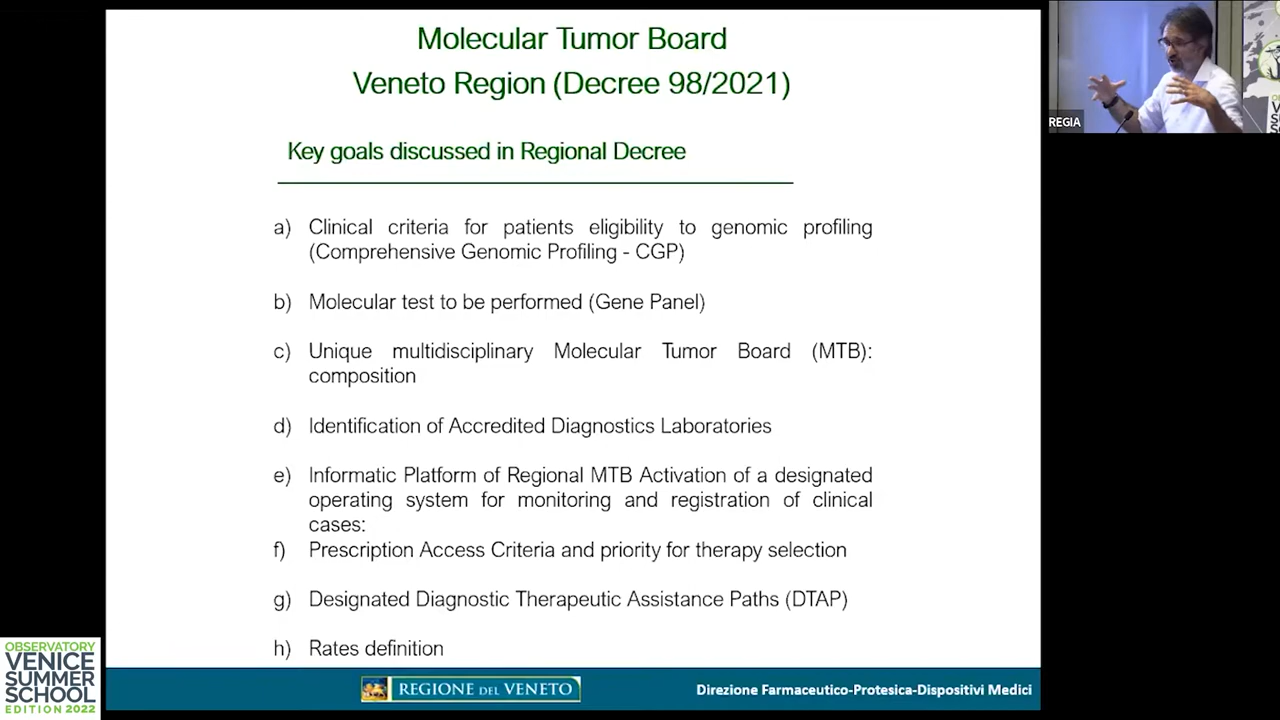 Molecular Tumor Board
Veneto Region (Decree 98/2021)
Key goals discussed in Regional Decree
a) Clinical criteria for patients eligibility to genomic profiling
(Comprehensive Genomic Profiling - CGP)
b) Molecular test to be performed (Gene Panel)
c) Unique multidisciplinary Molecular Tumor Board (MTB):
composition
d) Identification of Accredited Diagnostics Laboratories
e) Informatic Platform of Regional MTB Activation of a designated
operating system for monitoring and registration of clinical
cases:
f) Prescription Access Criteria and priority for therapy selection
g) Designated Diagnostic Therapeutic Assistance Paths (DTAP)
h) Rates definition
REGIONE DEL VENETO
Direzione Farmaceutico-Protesica-Dispositivi Medici
OBSERVATORY
VENICE
SUMMER
SCHOOL
EDITION 2022
REGIA